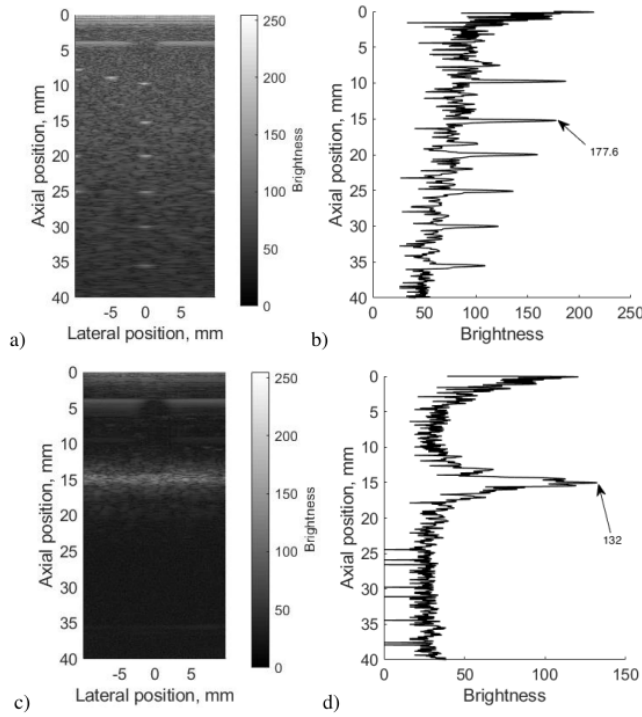 0
5
10
15
20
25
30
35
40
Axial position, mm
-5 0 5
Lateral position, mm
250
200
150
100
50
0
Brightness
a)
0
5
10
15
20
25
30
35
40
Axial position, mm
177.6
0 50 100 150 200 250
Brightness
b)
0
5
10
15
20
25
30
35
40
Axial position, mm
-5 0 5
Lateral position, mm
250
200
150
100
50
0
Brightness
c)
0
5
10
15
20
25
30
35
40
Axial position, mm
132
0 50 100 150
Brightness
d)